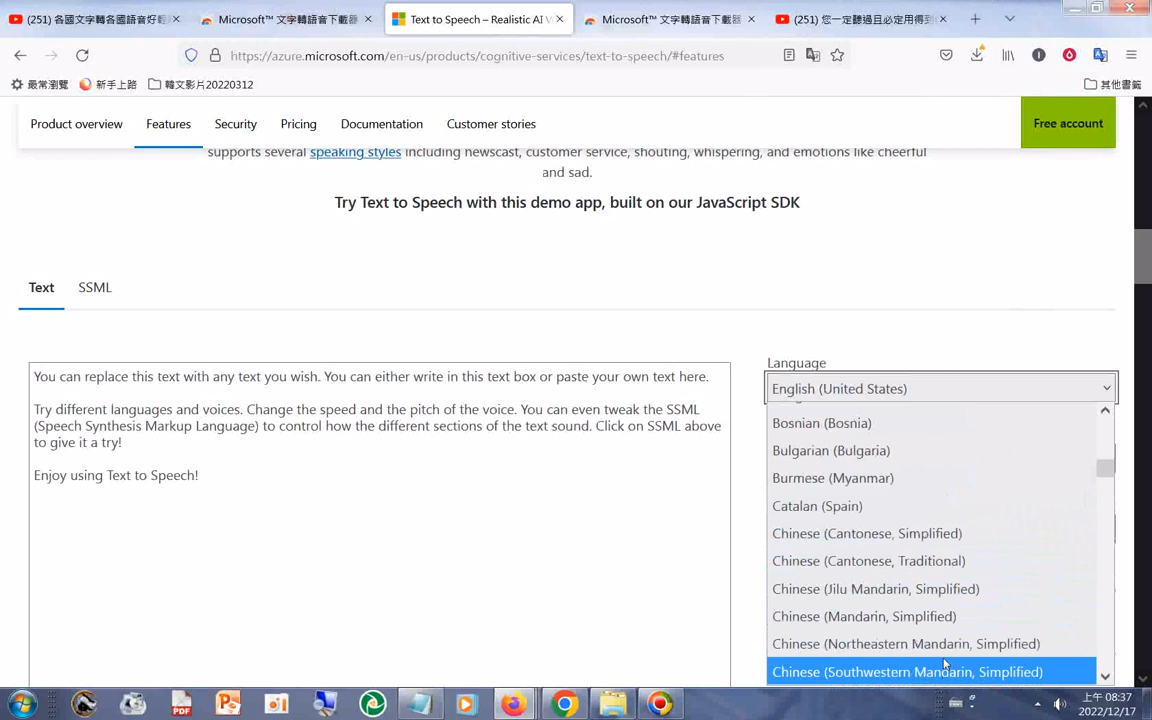 (251) 各國文字轉各國語音好輕
Microsoft™ 文字轉語音下載器
Text to Speech – Realistic AI V
Microsoft™ 文字轉語音下載器
(251) 您一定聽過且必定用得到
https://azure.microsoft.com/en-us/products/cognitive-services/text-to-speech/#features
最常瀏覽
新手上路
韓文影片20220312
其他書籤
Product overview
Features
Security
Pricing
Documentation
Customer stories
Free account
supports several speaking styles including newscast, customer service, shouting, whispering, and emotions like cheerful
and sad.
Try Text to Speech with this demo app, built on our JavaScript SDK
Text
SSML
You can replace this text with any text you wish. You can either write in this text box or paste your own text here.
Try different languages and voices. Change the speed and the pitch of the voice. You can even tweak the SSML
(Speech Synthesis Markup Language) to control how the different sections of the text sound. Click on SSML above
to give it a try!
Enjoy using Text to Speech!
Language
English (United States)
Bosnian (Bosnia)
Bulgarian (Bulgaria)
Burmese (Myanmar)
Catalan (Spain)
Chinese (Cantonese, Simplified)
Chinese (Cantonese, Traditional)
Chinese (Jilu Mandarin, Simplified)
Chinese (Mandarin, Simplified)
Chinese (Northeastern Mandarin, Simplified)
Chinese (Southwestern Mandarin, Simplified)
PDF
上午 08:37
2022/12/17